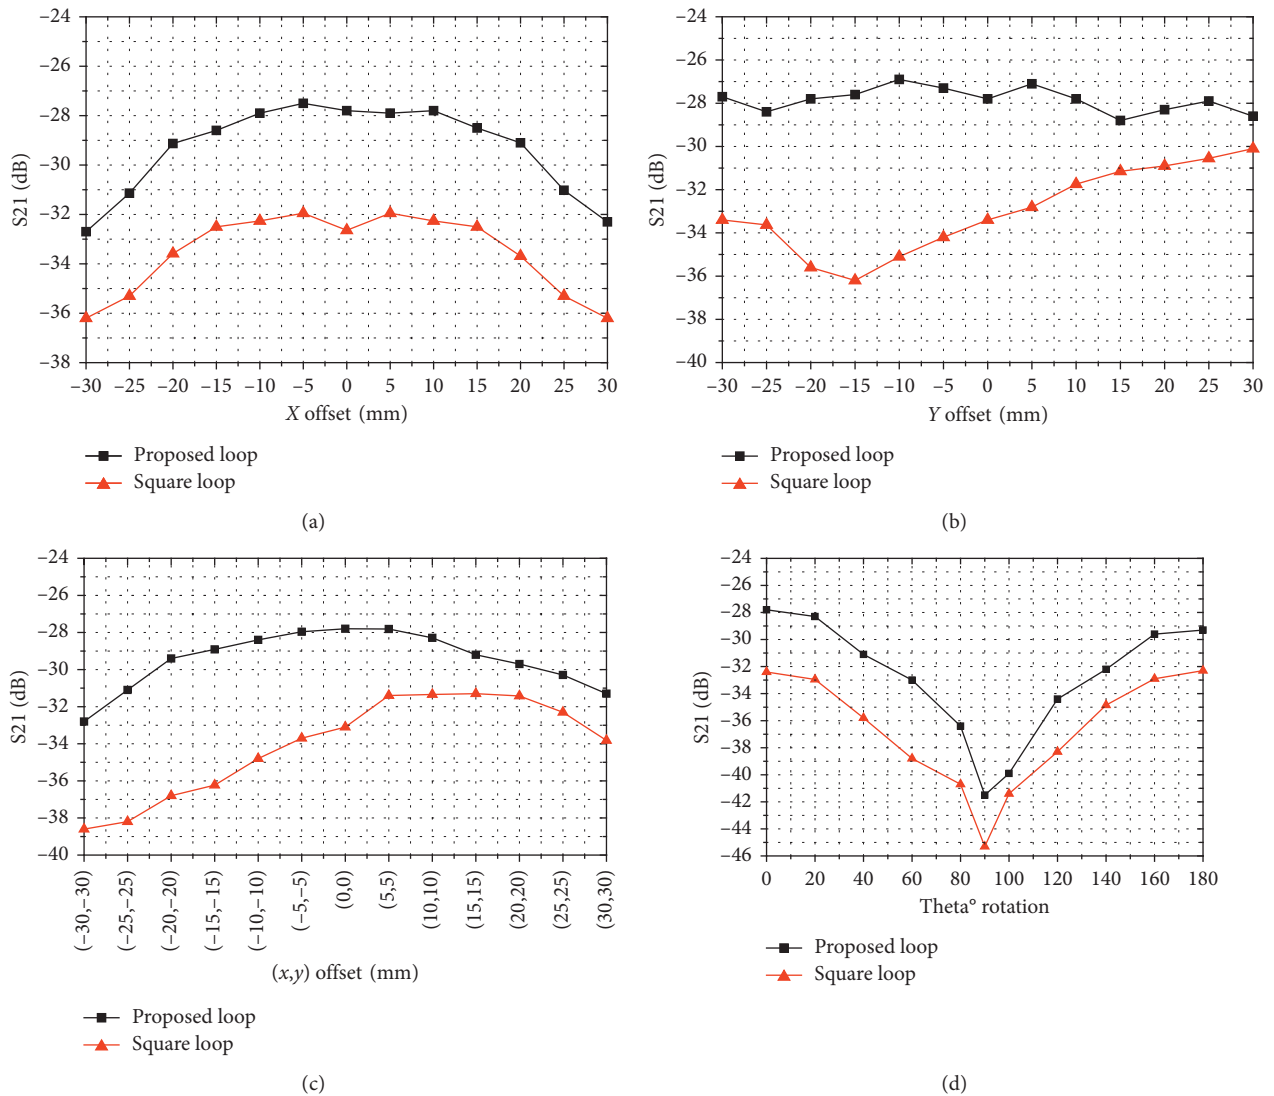 −24
−26
−28
−30
−32
−34
−36
−38
S21 (dB)
−30 −25 −20 −15 −10 −5 0 5 10 15 20 25 30
X offset (mm)
Proposed loop
Square loop
(a)
−24
−26
−28
−30
−32
−34
−36
−38
−40
S21 (dB)
−30 −25 −20 −15 −10 −5 0 5 10 15 20 25 30
Y offset (mm)
Proposed loop
Square loop
(b)
−24
−26
−28
−30
−32
−34
−36
−38
−40
S21 (dB)
(−30,−30) (−25,−25) (−20,−20) (−15,−15) (−10,−10) (−5,−5) (0,0) (5,5) (10,10) (15,15) (20,20) (25,25) (30,30)
(x,y) offset (mm)
Proposed loop
Square loop
(c)
−24
−26
−28
−30
−32
−34
−36
−38
−40
−42
−44
−46
S21 (dB)
0 20 40 60 80 100 120 140 160 180
Theta° rotation
Proposed loop
Square loop
(d)